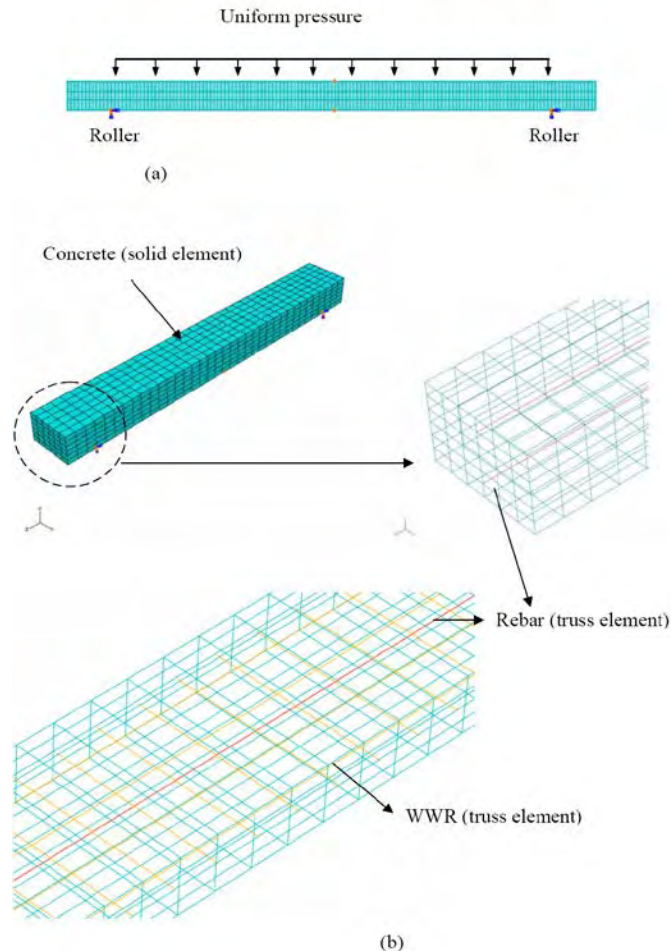 Uniform pressure
Roller
Roller
(a)
Concrete (solid element)
Rebar (truss element)
WWR (truss element)
(b)